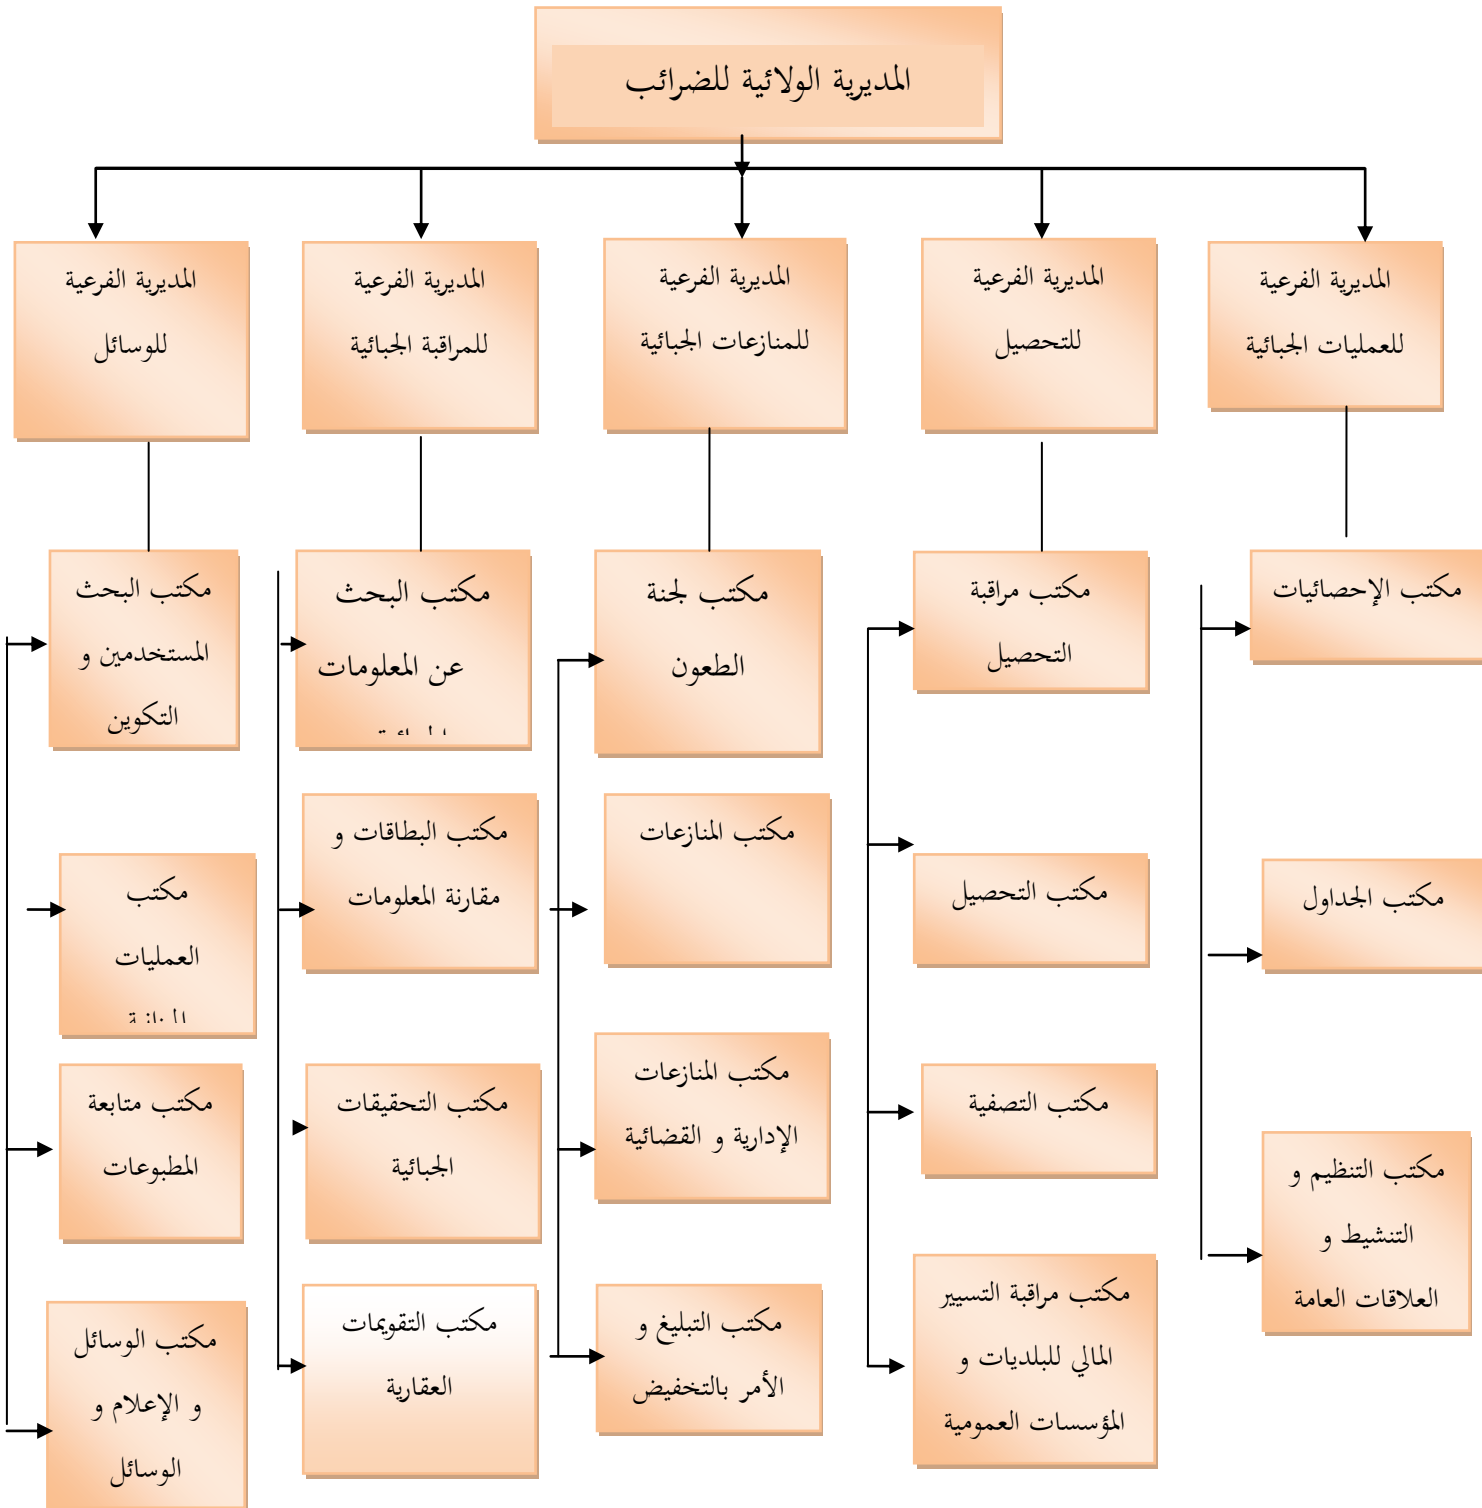 المديرية الولائية للضرائب
المديرية الفرعية
للعمليات الجبائية
المديرية الفرعية
للتحصيل
المديرية الفرعية
للمنازعات الجبائية
المديرية الفرعية
للمراقبة الجبائية
المديرية الفرعية
للوسائل
مكتب الإحصائيات
مكتب الجداول
مكتب التنظيم و
التنشيط و
العلاقات العامة
مكتب مراقبة
التحصيل
مكتب التحصيل
مكتب التصفية
مكتب مراقبة التسيير
المالي للبلديات و
المؤسسات العمومية
مكتب لجنة
الطعون
مكتب المنازعات
مكتب المنازعات
الإدارية و القضائية
مكتب التبليغ و
الأمر بالتخفيض
مكتب البحث
عن المعلومات
مكتب البطاقات و
مقارنة المعلومات
مكتب التحقيقات
الجبائية
مكتب التقويمات
العقارية
مكتب البحث
المستخدمين و
التكوين
مكتب
العمليات
مكتب متابعة
المطبوعات
مكتب الوسائل
و الإعلام و
الوسائل